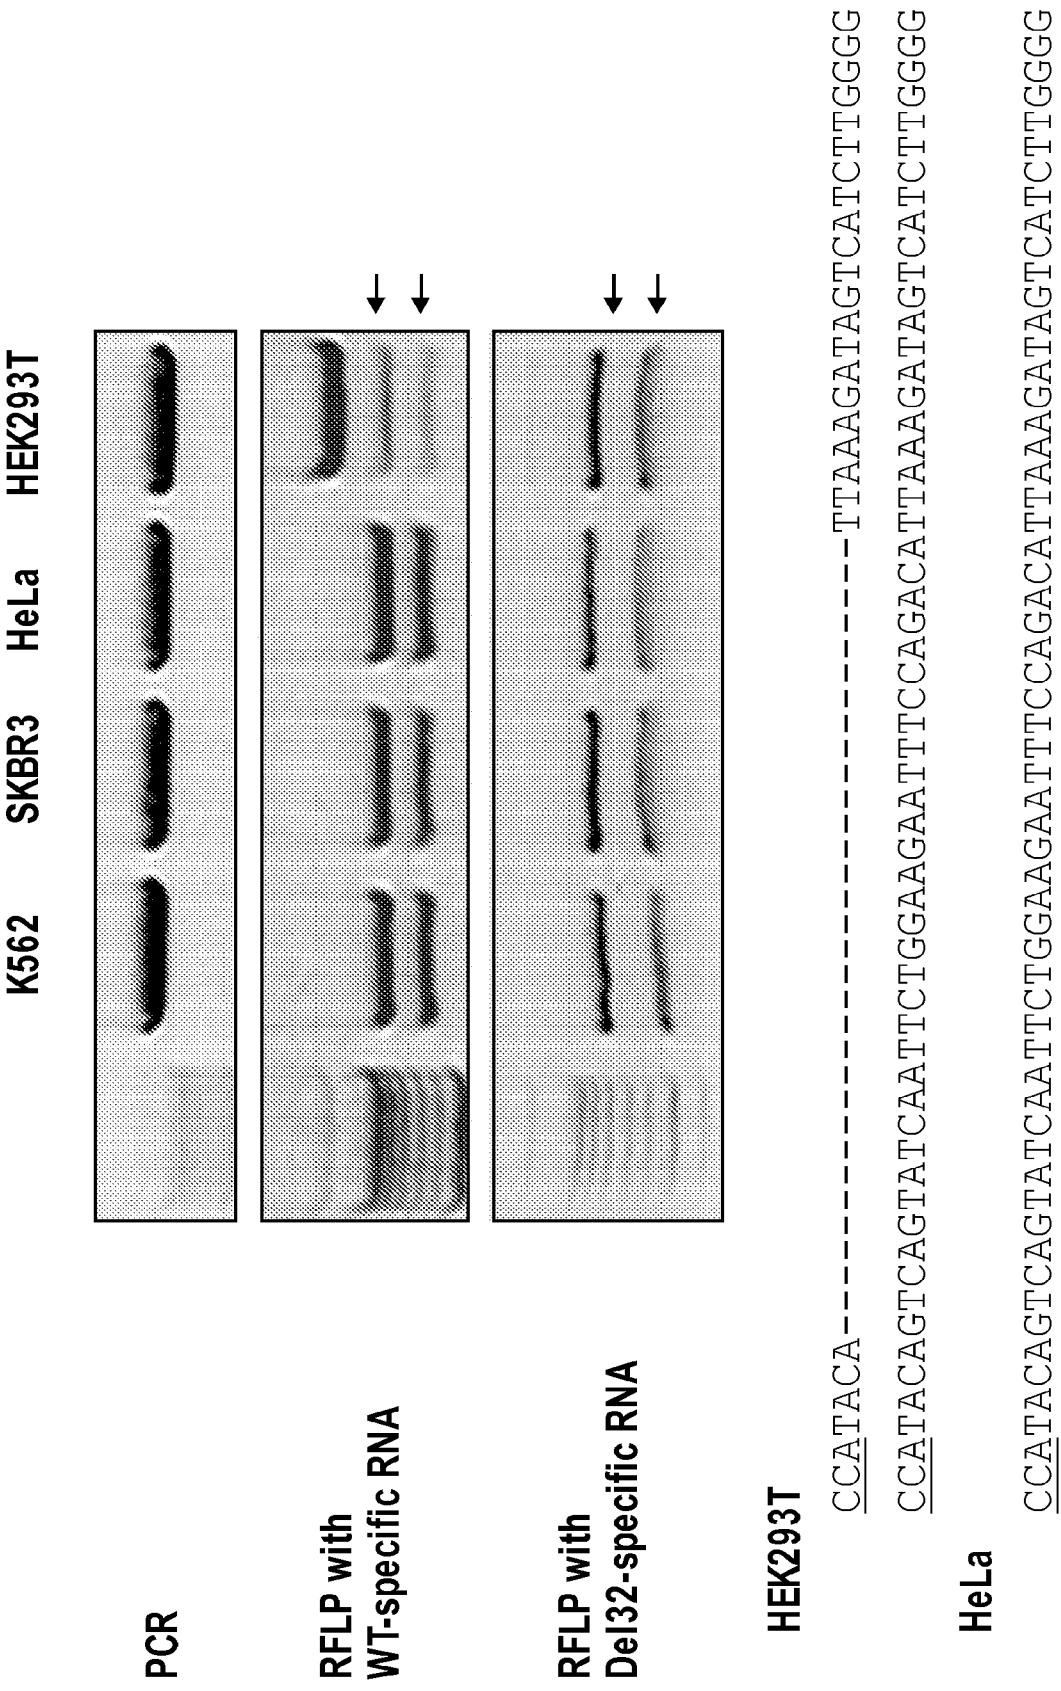 K562 SKBR3 HeLa HEK293T
PCR
RFLP with
WT-specific RNA
RFLP with
Del32-specific RNA
HEK293T
CCATACA--------------------------------TTAAAGATAGTCATCTTGGGG
CCATACAGTCAGTATCAATTCTGGAAGAATTTCCAGACATTAAAGATAGTCATCTTGGGG
HeLa
CCATACAGTCAGTATCAATTCTGGAAGAATTTCCAGACATTAAAGATAGTCATCTTGGGG